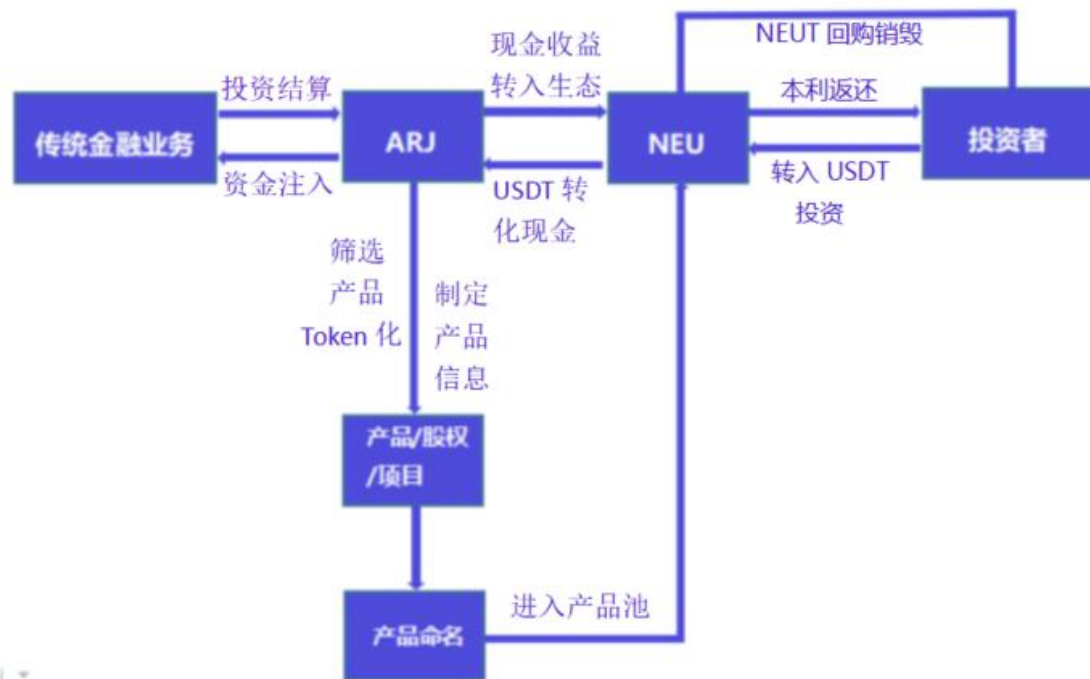 NEUT 回购销毁
现金收益
转入生态
投资结算
本利返还
传统金融业务
ARJ
NEU
投资者
资金注入
USDT 转
化现金
转入 USDT
投资
筛选
产品
Token 化
制定
产品
信息
产品/股权
/项目
进入产品池
产品命名